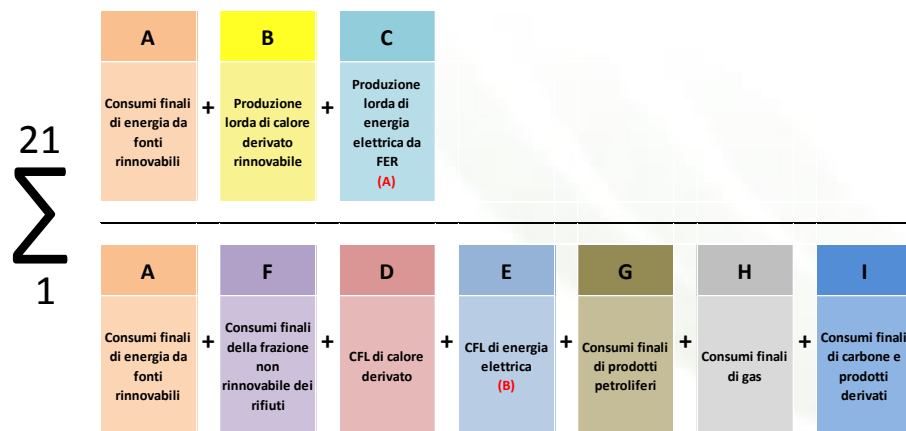 A B C
Consumi finali
di energia da
fonti
rinnovabili
+
Produzione
lorda di calore
derivato
rinnovabile
+
Produzione
lorda di
energia
elettrica da
FER
(A)
21
∑
1
A F D E G H I
Consumi finali
di energia da
fonti
rinnovabili
+
Consumi finali
della frazione
non
rinnovabile dei
rifiuti
+
CFL di calore
derivato
+
CFL di energia
elettrica
(B)
+
Consumi finali
di prodotti
petroliferi
+
Consumi finali
di gas
+
Consumi finali
di carbone e
prodotti
derivati